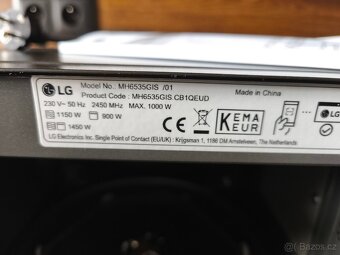 LG
Model No.: MH6535GIS /01
Product Code : MH6535GIS.CB1QEUD
230 V~ 50 Hz 2450 MHz MAX. 1000 W
1150 W 900 W
1450 W
Made in China
CE
KEMA
KEUR
LG
LG Electronics Inc. Single Point of Contact (EU/UK) : Krijgsman 1, 1186 DM Amstelveen, The Netherlands
Bazos.cz